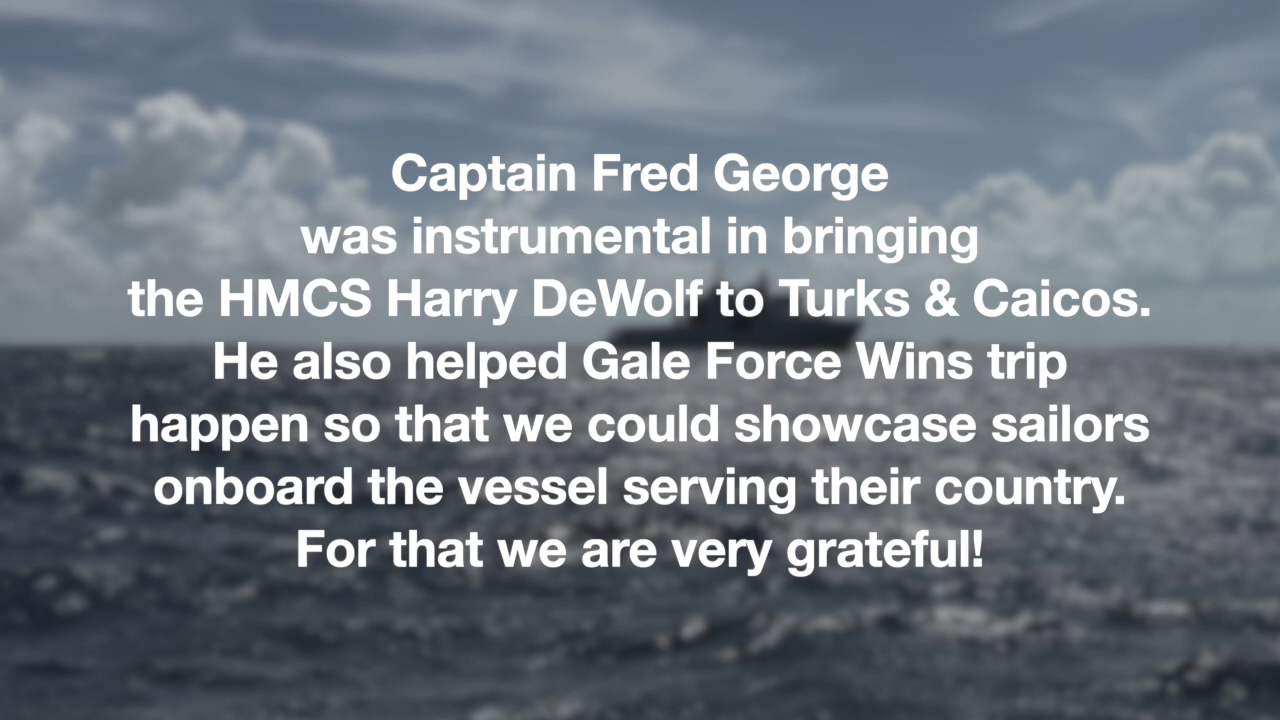 Captain Fred George
was instrumental in bringing
the HMCS Harry DeWolf to Turks & Caicos.
He also helped Gale Force Wins trip
happen so that we could showcase sailors
onboard the vessel serving their country.
For that we are very grateful!